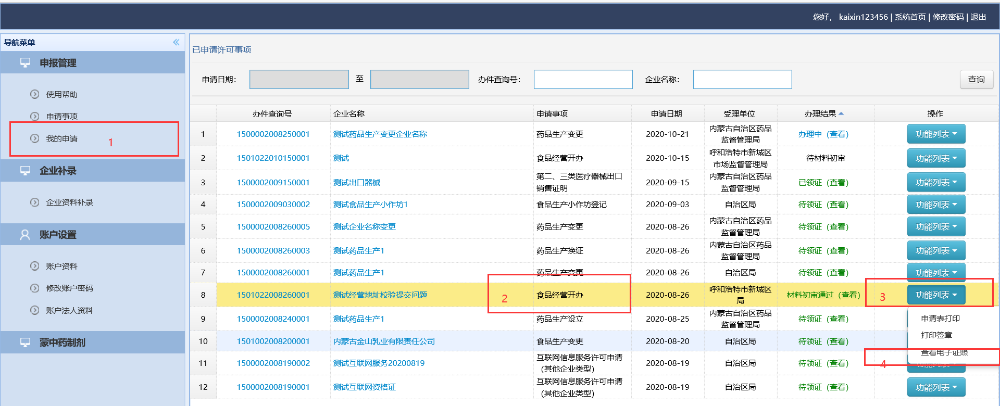 您好， kaixin123456 | 系统首页 | 修改密码 | 退出
导航菜单
申报管理
使用帮助
申请事项
我的申请
1
企业补录
企业资料补录
账户设置
账户资料
修改账户密码
账户法人资料
蒙中药制剂
已申请许可事项
申请日期： 至 办件查询号： 企业名称： 查询
办件查询号 企业名称 申请事项 申请日期 受理单位 办理结果 操作
1 1500002008250001 测试药品生产变更企业名称 药品生产变更 2020-10-21 内蒙古自治区药品监督管理局 办理中（查看） 功能列表
2 1501022010150001 测试 食品经营开办 2020-10-15 呼和浩特市新城区市场监督管理局 待材料初审 功能列表
3 1500002009150001 测试出口器械 第二、三类医疗器械出口销售证明 2020-09-15 内蒙古自治区药品监督管理局 已领证（查看） 功能列表
4 1500002009030002 测试食品生产小作坊1 食品生产小作坊登记 2020-09-03 自治区局 待领证（查看） 功能列表
5 1500002008260005 测试企业名称变更 药品生产变更 2020-08-26 内蒙古自治区药品监督管理局 待领证（查看） 功能列表
6 1500002008260003 测试药品生产1 药品生产换证 2020-08-26 内蒙古自治区药品监督管理局 待领证（查看） 功能列表
7 1500002008260001 测试药品生产1 药品生产变更 2020-08-26 自治区局 待领证（查看） 功能列表
8 1501022008260001 测试经营地址校验提交问题 2 食品经营开办 2020-08-26 呼和浩特市新城区局 材料初审通过（查看） 3 功能列表
9 1500002008240001 测试药品生产1 药品生产设立 2020-08-25 内蒙古自治区药品监督管理局 待领证（查看）
申请表打印
打印签章
查看电子证照
4
10 1501002008200001 内蒙古金山乳业有限责任公司 食品生产变更 2020-08-20 自治区局 待领证（查看）
11 1500002008190002 测试互联网服务20200819 互联网信息服务许可申请（其他企业类型） 2020-08-19 自治区局 待领证（查看） 功能列表
12 1500002008190001 测试互联网资格证 互联网信息服务许可申请（其他企业类型） 2020-08-19 自治区局 待领证（查看） 功能列表